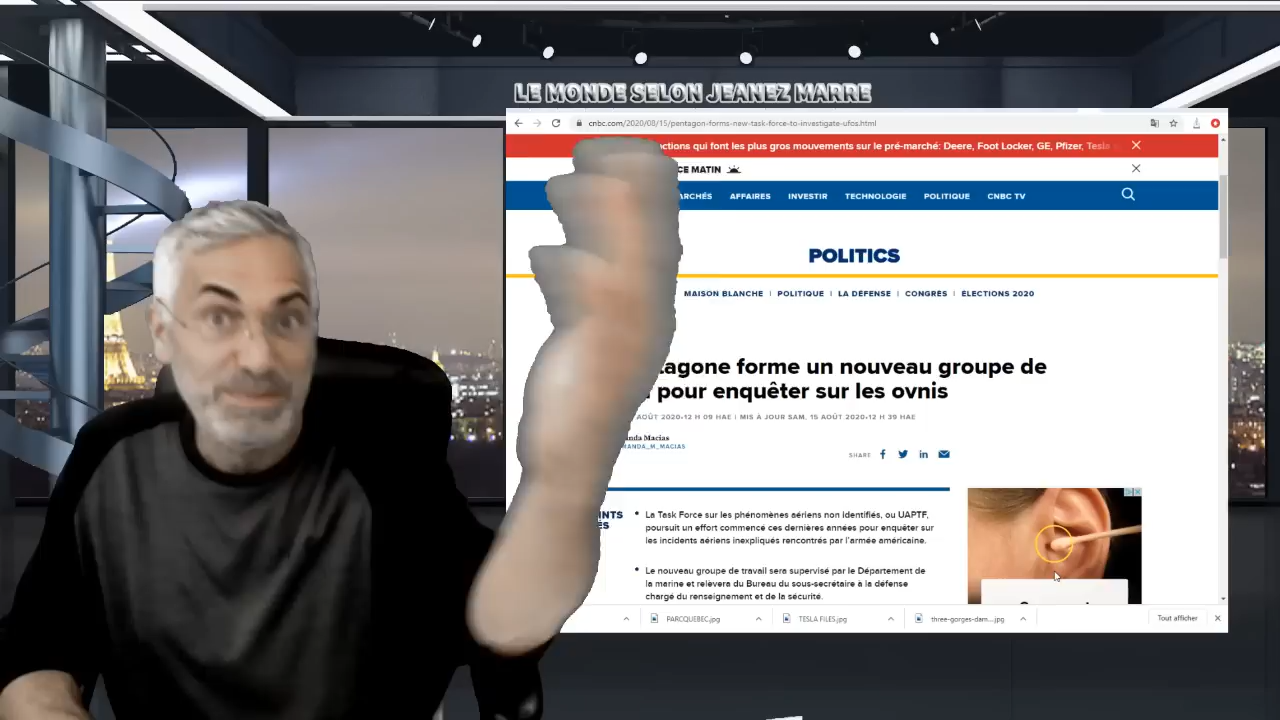 LE MONDE SELON JEANEZ MARRE
cnbc.com/2020/08/15/pentagon-forms-new-task-force-to-investigate-ufos.html
qui font les plus gros mouvements sur le pré-marché: Deere, Foot Locker, GE, Pfizer, Tesla
MATIN
AFFAIRES INVESTIR TECHNOLOGIE POLITIQUE CNBC TV
POLITICS
MAISON BLANCHE | POLITIQUE | LA DÉFENSE | CONGRÈS | ÉLECTIONS 2020
tagone forme un nouveau groupe de
pour enquêter sur les ovnis
AOÛT 2020•12 H 09 HAE | MIS À JOUR SAM. 15 AOÛT 2020•12 H 39 HAE
nda Macias
MANDA_M_MACIAS
SHARE
• La Task Force sur les phénomènes aériens non identifiés, ou UAPTF,
poursuit un effort commencé ces dernières années pour enquêter sur
les incidents aériens inexpliqués rencontrés par l'armée américaine.
• Le nouveau groupe de travail sera supervisé par le Département de
la marine et relèvera du Bureau du sous-secrétaire à la défense
chargé du renseignement et de la sécurité.
PARCQUEBEC.jpg TESLA FILES.jpg three-gorges-dam....jpg Tout afficher